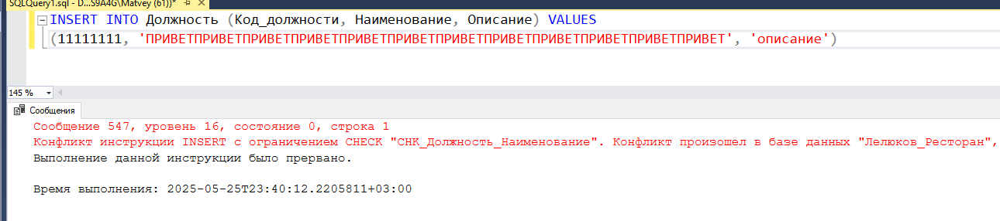 SQLQuery1.sql - D...S9A4G\Matvey (61))*
INSERT INTO Должность (Код_должности, Наименование, Описание) VALUES
(11111111, 'ПРИВЕТПРИВЕТПРИВЕТПРИВЕТПРИВЕТПРИВЕТПРИВЕТПРИВЕТПРИВЕТПРИВЕТПРИВЕТПРИВЕТ', 'описание')
145 %
Сообщения
Сообщение 547, уровень 16, состояние 0, строка 1
Конфликт инструкции INSERT с ограничением CHECK "CHK_Должность_Наименование". Конфликт произошел в базе данных "Лелюков_Ресторан",
Выполнение данной инструкции было прервано.
Время выполнения: 2025-05-25T23:40:12.2205811+03:00